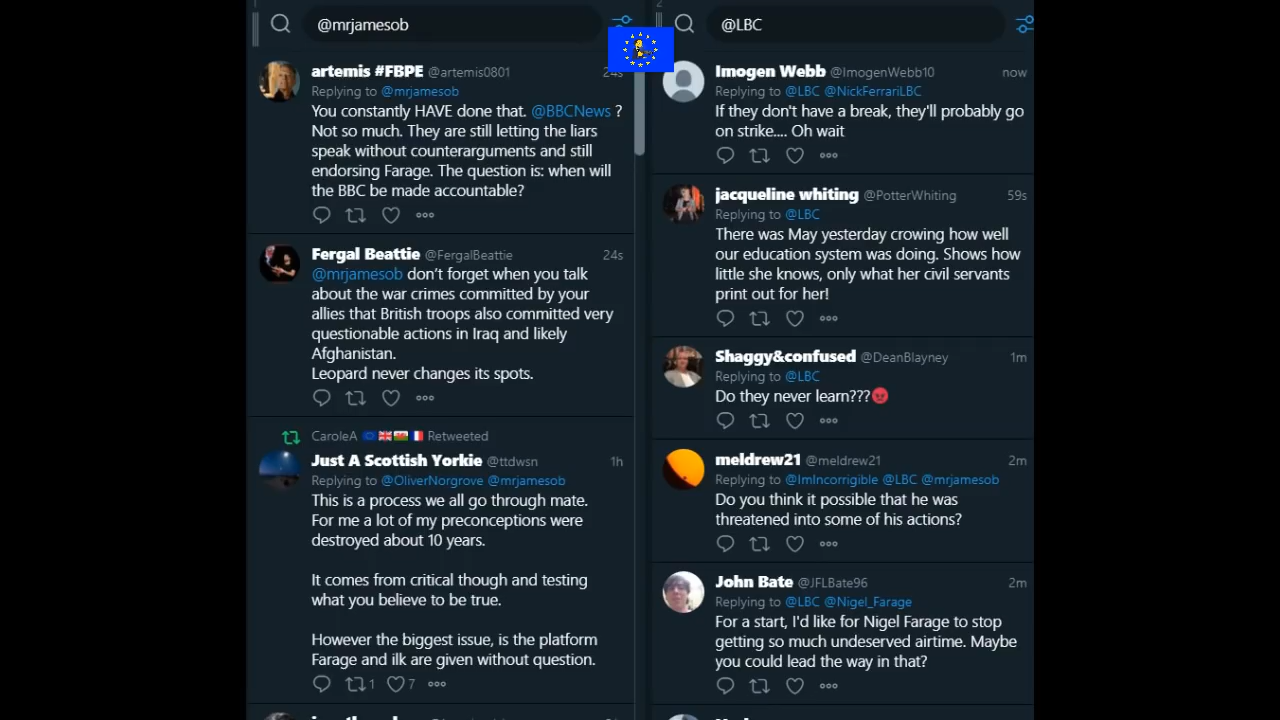 1
@mrjamesob
artemis #FBPE @artemis0801 24s
Replying to @mrjamesob
You constantly HAVE done that. @BBCNews ?
Not so much. They are still letting the liars
speak without counterarguments and still
endorsing Farage. The question is: when will
the BBC be made accountable?
Fergal Beattie @FergalBeattie 24s
@mrjamesob don't forget when you talk
about the war crimes committed by your
allies that British troops also committed very
questionable actions in Iraq and likely
Afghanistan.
Leopard never changes its spots.
CaroleA Retweeted
Just A Scottish Yorkie @ttdwsn 1h
Replying to @OliverNorgrove @mrjamesob
This is a process we all go through mate.
For me a lot of my preconceptions were
destroyed about 10 years.
It comes from critical though and testing
what you believe to be true.
However the biggest issue, is the platform
Farage and ilk are given without question.
1 7
2
@LBC
Imogen Webb @ImogenWebb10 now
Replying to @LBC @NickFerrariLBC
If they don't have a break, they'll probably go
on strike.... Oh wait
jacqueline whiting @PotterWhiting 59s
Replying to @LBC
There was May yesterday crowing how well
our education system was doing. Shows how
little she knows, only what her civil servants
print out for her!
Shaggy&confused @DeanBlayney 1m
Replying to @LBC
Do they never learn???😡
meldrew21 @meldrew21 2m
Replying to @ImIncorrigible @LBC @mrjamesob
Do you think it possible that he was
threatened into some of his actions?
John Bate @JFLBate96 2m
Replying to @LBC @Nigel_Farage
For a start, I'd like for Nigel Farage to stop
getting so much undeserved airtime. Maybe
you could lead the way in that?